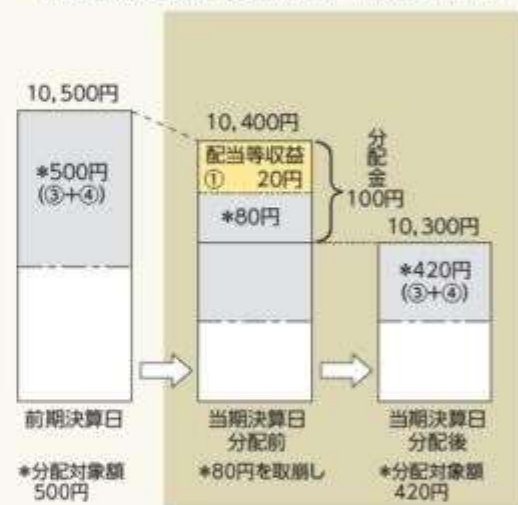 10,500円
*500円
(③+④)
前期決算日
*分配対象額
500円
10,400円
配当等収益
① 20円
*80円
分配金
100円
当期決算日
分配前
*80円を取崩し
10,300円
*420円
(③+④)
当期決算日
分配後
*分配対象額
420円